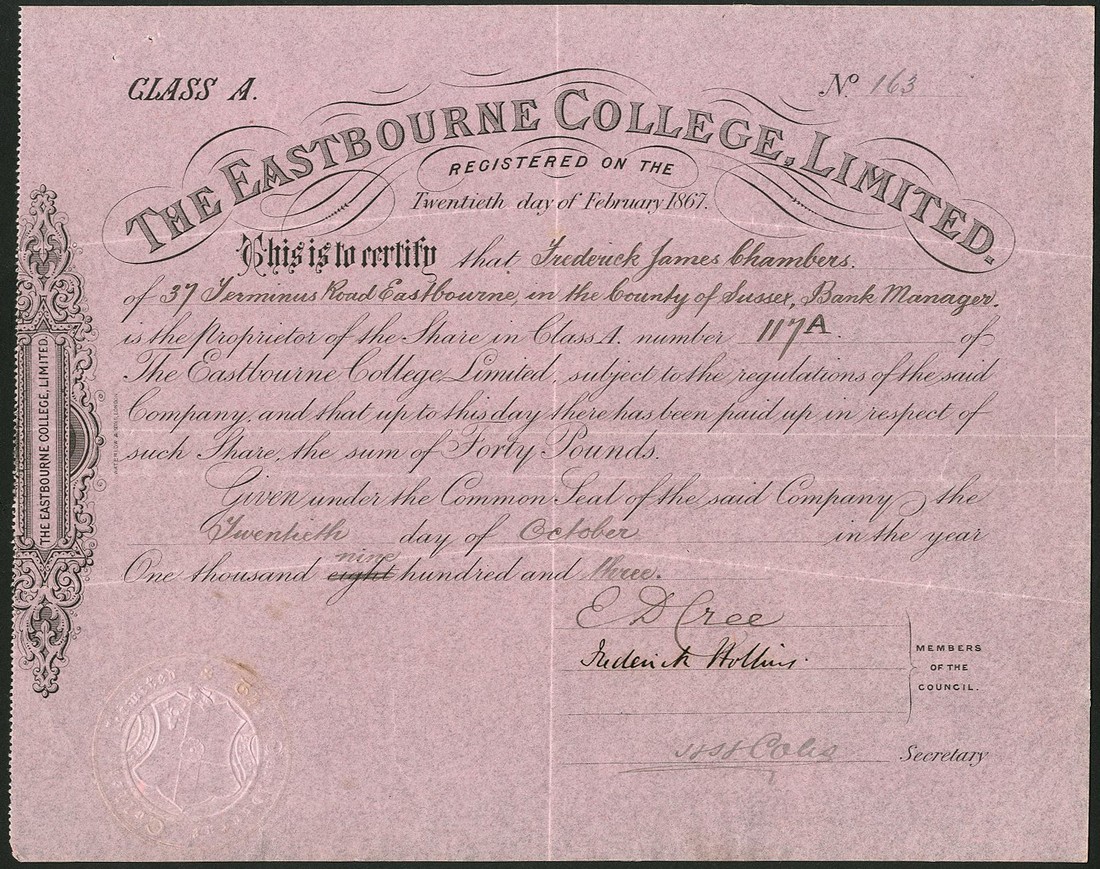 CLASS A.
No. 163
THE EASTBOURNE COLLEGE, LIMITED.
REGISTERED ON THE
Twentieth day of February 1867.
This is to certify that Frederick James Chambers.
of 37 Terminus Road Eastbourne, in the County of Sussex, Bank Manager.
is the proprietor of the Share in Class A. number 117A of
The Eastbourne College, Limited, subject to the regulations of the said
Company, and that up to this day there has been paid up, in respect of
such Share, the sum of Forty Pounds.
Given under the Common Seal of the said Company the
Twentieth day of October in the year
nine
One thousand eight hundred and three.
E D Cree
Frederick Hollins.
MEMBERS
OF THE
COUNCIL.
Coles Secretary
THE EASTBOURNE COLLEGE, LIMITED.